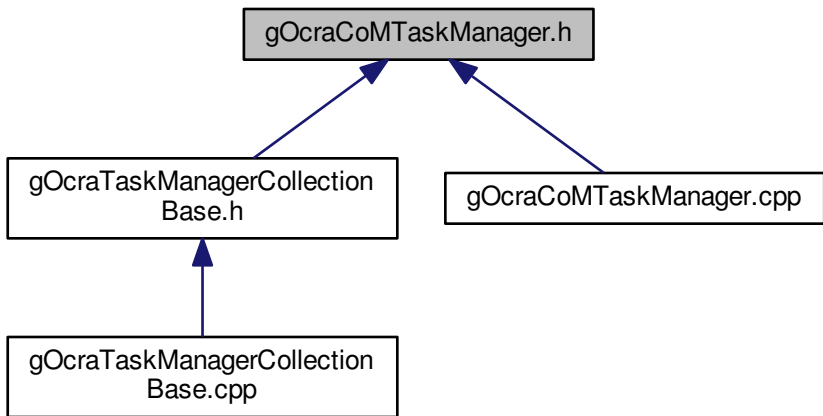 gOcraCoMTaskManager.h
gOcraTaskManagerCollection
Base.h
gOcraCoMTaskManager.cpp
gOcraTaskManagerCollection
Base.cpp